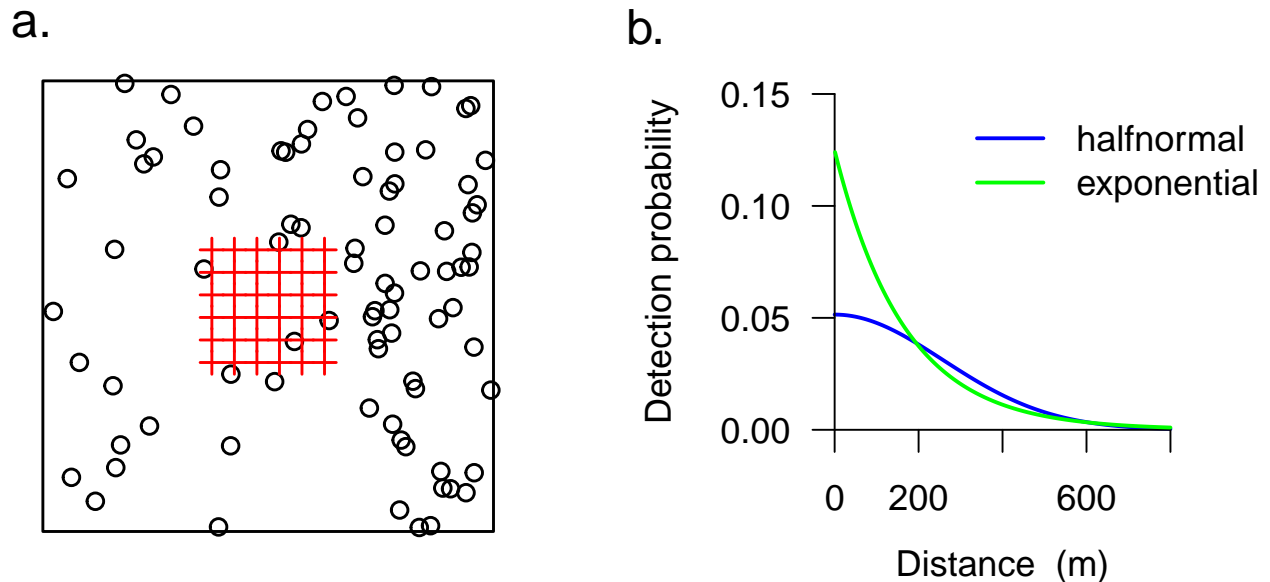 a.
b.
Detection probability
0.15
0.10
0.05
0.00
halfnormal
exponential
0 200 600
Distance (m)